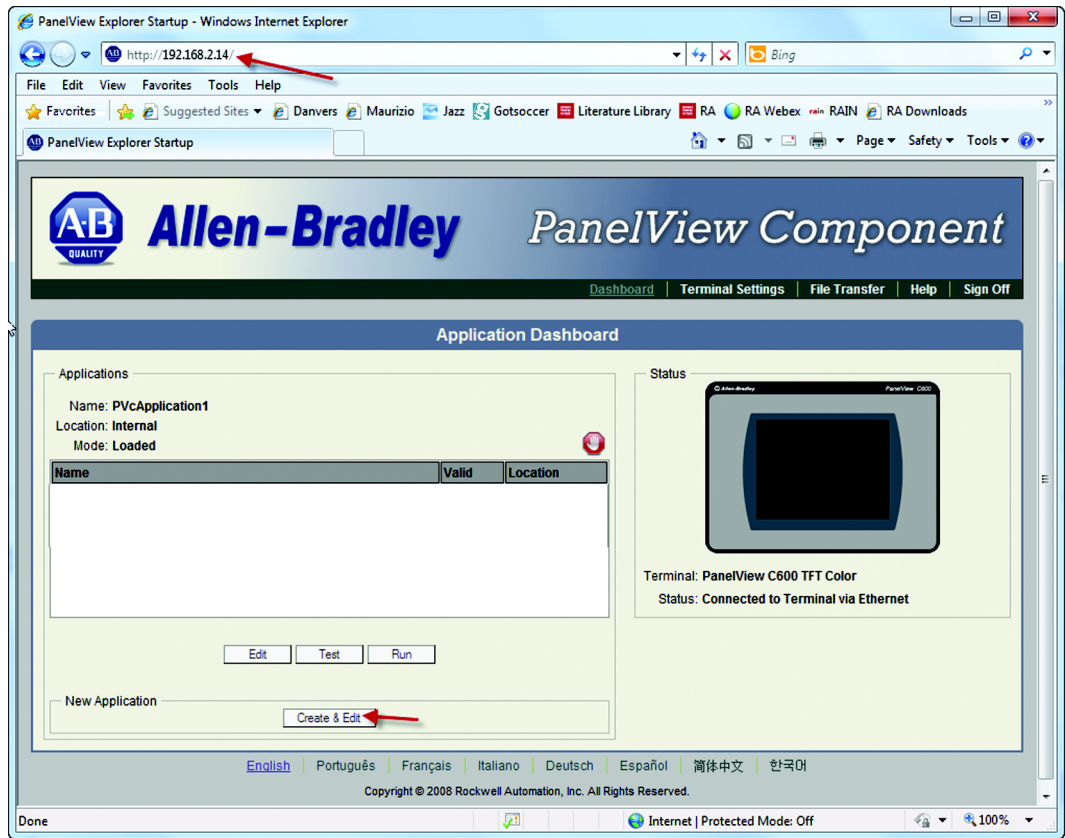 PanelView Explorer Startup - Windows Internet Explorer
http://192.168.2.14/
Bing
File Edit View Favorites Tools Help
Favorites Suggested Sites Danvers Maurizio Jazz Gotsoccer Literature Library RA RA Webex rain RAIN RA Downloads
PanelView Explorer Startup
Page Safety Tools
A·B QUALITY
Allen-Bradley
PanelView Component
Dashboard Terminal Settings File Transfer Help Sign Off
Application Dashboard
Applications
Name: PVcApplication1
Location: Internal
Mode: Loaded
Name Valid Location
Edit Test Run
New Application
Create & Edit
Status
Allen-Bradley PanelView C600
Terminal: PanelView C600 TFT Color
Status: Connected to Terminal via Ethernet
English Português Français Italiano Deutsch Español 简体中文 한국어
Copyright © 2008 Rockwell Automation, Inc. All Rights Reserved.
Done Internet | Protected Mode: Off 100%